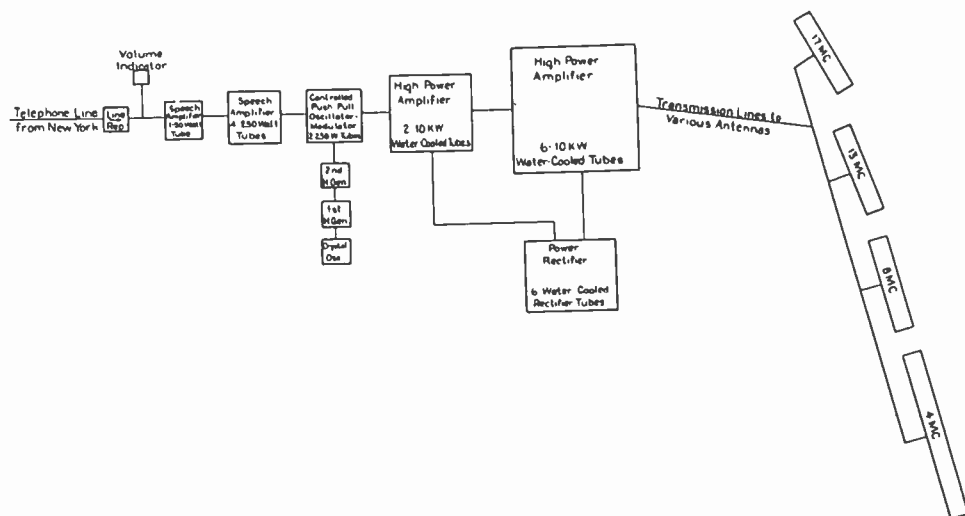 Volume
Indicator
Telephone Line
from New York
Line
Rep
Speech
Amplifier
1-50 Watt
Tube
Speech
Amplifier
4 250 Watt
Tubes
Controlled
Push Pull
Oscillator-
Modulator
2 250 W Tubes
2nd
H Gen
1st
H Gen
Crystal
Osc
High Power
Amplifier
2-10 KW
Water Cooled Tubes
High Power
Amplifier
6-10 KW
Water-Cooled Tubes
Power
Rectifier
6 Water Cooled
Rectifier Tubes
Transmission Lines to
Various Antennas
17 MC
13 MC
8 MC
4 MC